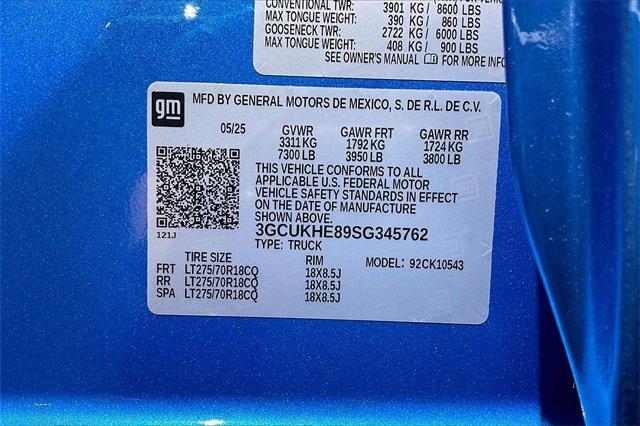 CONVENTIONAL TWR: 3901 KG / 8600 LBS
MAX TONGUE WEIGHT: 390 KG / 860 LBS
GOOSENECK TWR: 2722 KG / 6000 LBS
MAX TONGUE WEIGHT: 408 KG / 900 LBS
SEE OWNER'S MANUAL FOR MORE INFO
gm
MFD BY GENERAL MOTORS DE MEXICO, S. DE R.L. DE C.V.
05/25 GVWR GAWR FRT GAWR RR
3311 KG 1792 KG 1724 KG
7300 LB 3950 LB 3800 LB
THIS VEHICLE CONFORMS TO ALL
APPLICABLE U.S. FEDERAL MOTOR
VEHICLE SAFETY STANDARDS IN EFFECT
ON THE DATE OF MANUFACTURE
SHOWN ABOVE.
121J
3GCUKHE89SG345762
TYPE: TRUCK
TIRE SIZE RIM MODEL: 92CK10543
FRT LT275/70R18CQ 18X8.5J
RR LT275/70R18CQ 18X8.5J
SPA LT275/70R18CQ 18X8.5J